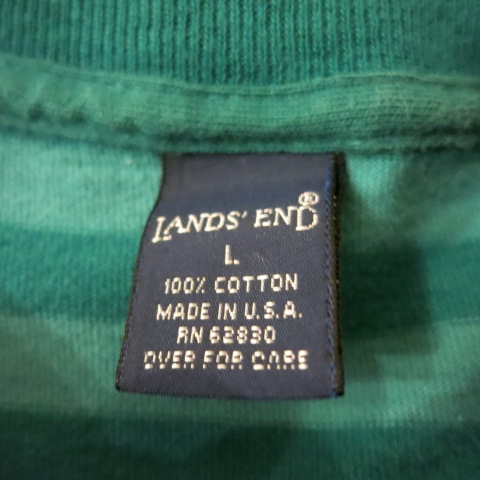 LANDS' END®
L
100% COTTON
MADE IN U.S.A.
RN 62830
OVER FOR CARE